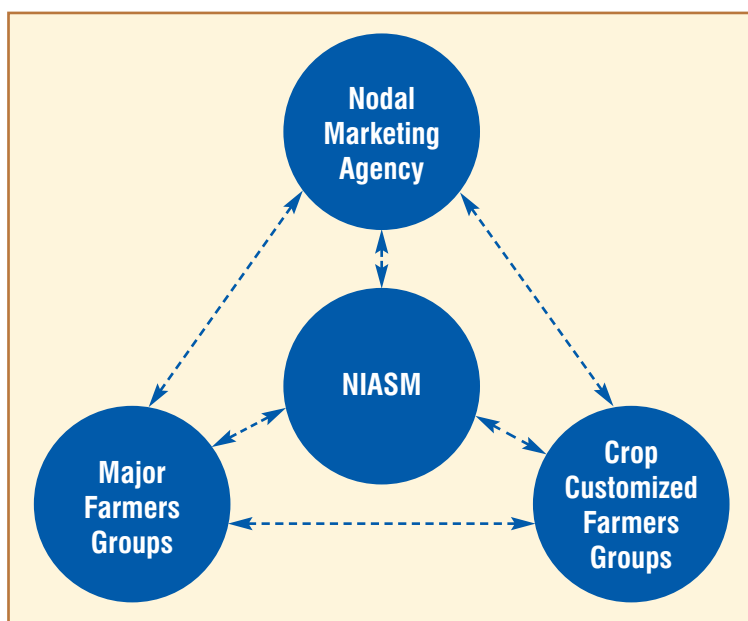 Nodal
Marketing
Agency
NIASM
Major
Farmers
Groups
Crop
Customized
Farmers
Groups